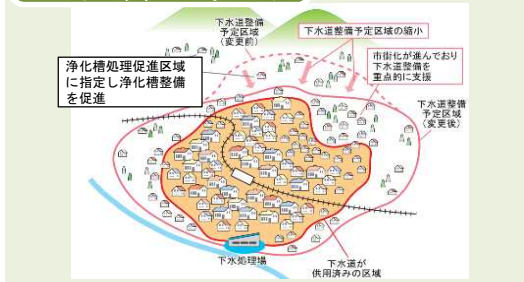 下水道整備
予定区域
(変更前)
下水道整備予定区域の縮小
市街化が進んでおり
下水道整備を
重点的に支援
浄化槽処理促進区域
に指定し浄化槽整備
を促進
下水道整備
予定区域
(変更後)
下水処理場
下水道が
供用済みの区域